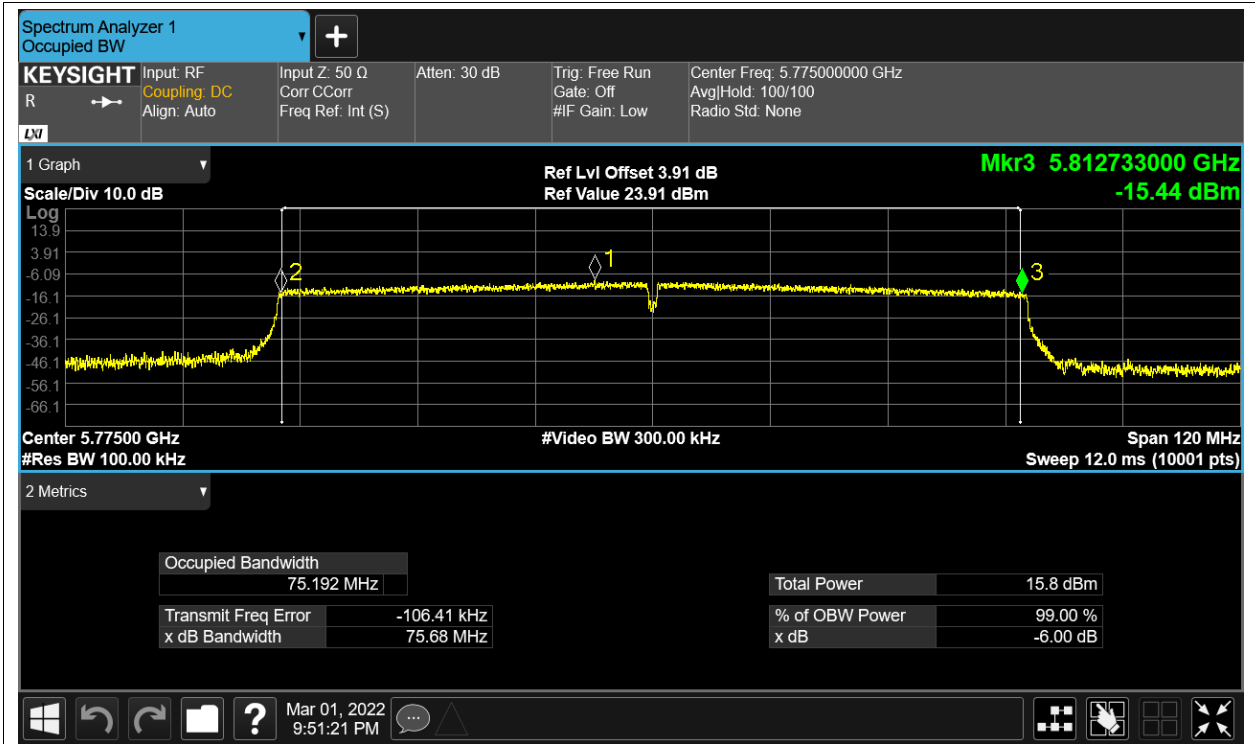 Spectrum Analyzer 1
Occupied BW
KEYSIGHT
R
LXI
Input: RF
Coupling: DC
Align: Auto
Input Z: 50 Ω
Corr CCorr
Freq Ref: Int (S)
Atten: 30 dB
Trig: Free Run
Gate: Off
#IF Gain: Low
Center Freq: 5.775000000 GHz
Avg|Hold: 100/100
Radio Std: None
1 Graph
Scale/Div 10.0 dB
Ref Lvl Offset 3.91 dB
Ref Value 23.91 dBm
Mkr3 5.812733000 GHz
-15.44 dBm
Log
13.9
3.91
-6.09
-16.1
-26.1
-36.1
-46.1
-56.1
-66.1
2
1
3
Center 5.77500 GHz
#Res BW 100.00 kHz
#Video BW 300.00 kHz
Span 120 MHz
Sweep 12.0 ms (10001 pts)
2 Metrics
Occupied Bandwidth
75.192 MHz
Transmit Freq Error -106.41 kHz
x dB Bandwidth 75.68 MHz
Total Power 15.8 dBm
% of OBW Power 99.00 %
x dB -6.00 dB
?
Mar 01, 2022
9:51:21 PM